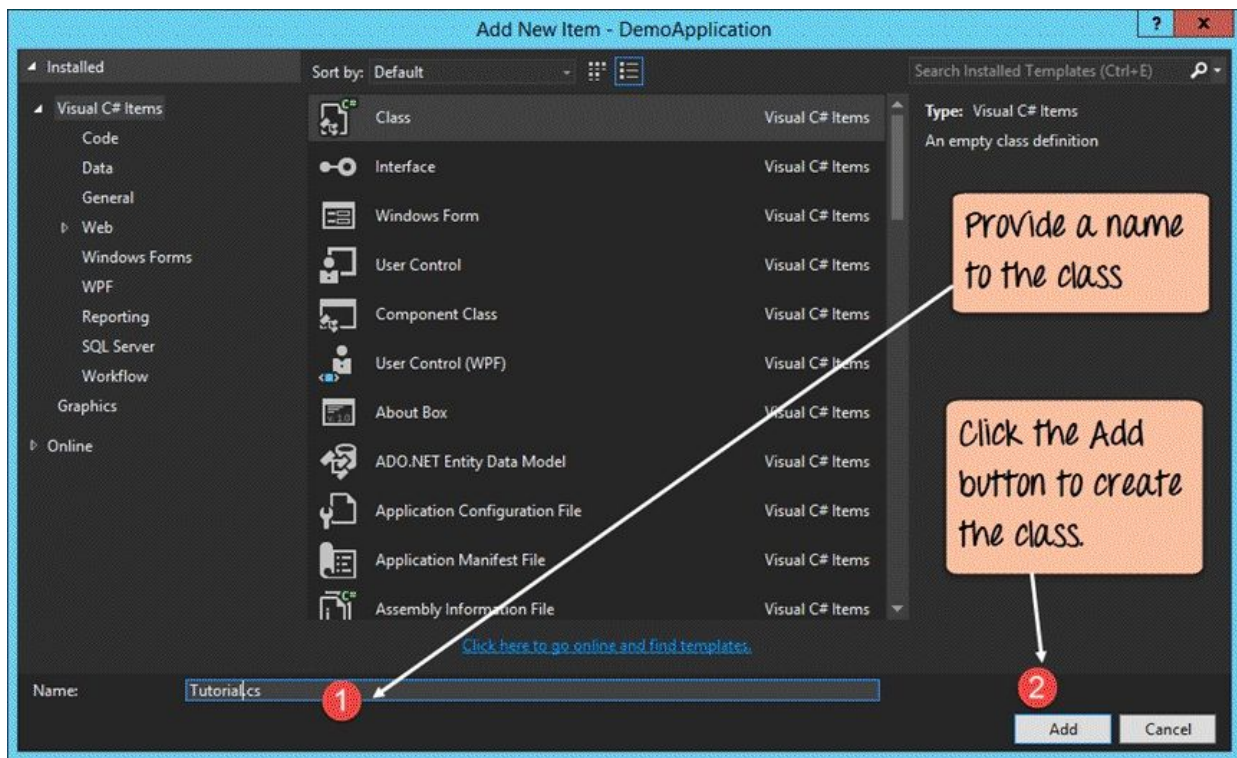 Add New Item - DemoApplication
? x
Installed
Sort by: Default
Search Installed Templates (Ctrl+E)
Visual C# Items
Code
Data
General
Web
Windows Forms
WPF
Reporting
SQL Server
Workflow
Graphics
Online
C# Class Visual C# Items
Interface Visual C# Items
Windows Form Visual C# Items
User Control Visual C# Items
Component Class Visual C# Items
User Control (WPF) Visual C# Items
About Box Visual C# Items
ADO.NET Entity Data Model Visual C# Items
Application Configuration File Visual C# Items
Application Manifest File Visual C# Items
C# Assembly Information File Visual C# Items
Click here to go online and find templates.
Type: Visual C# Items
An empty class definition
Provide a name
to the class
Click the Add
button to create
the class.
Name: Tutorial.cs
1
2
Add Cancel